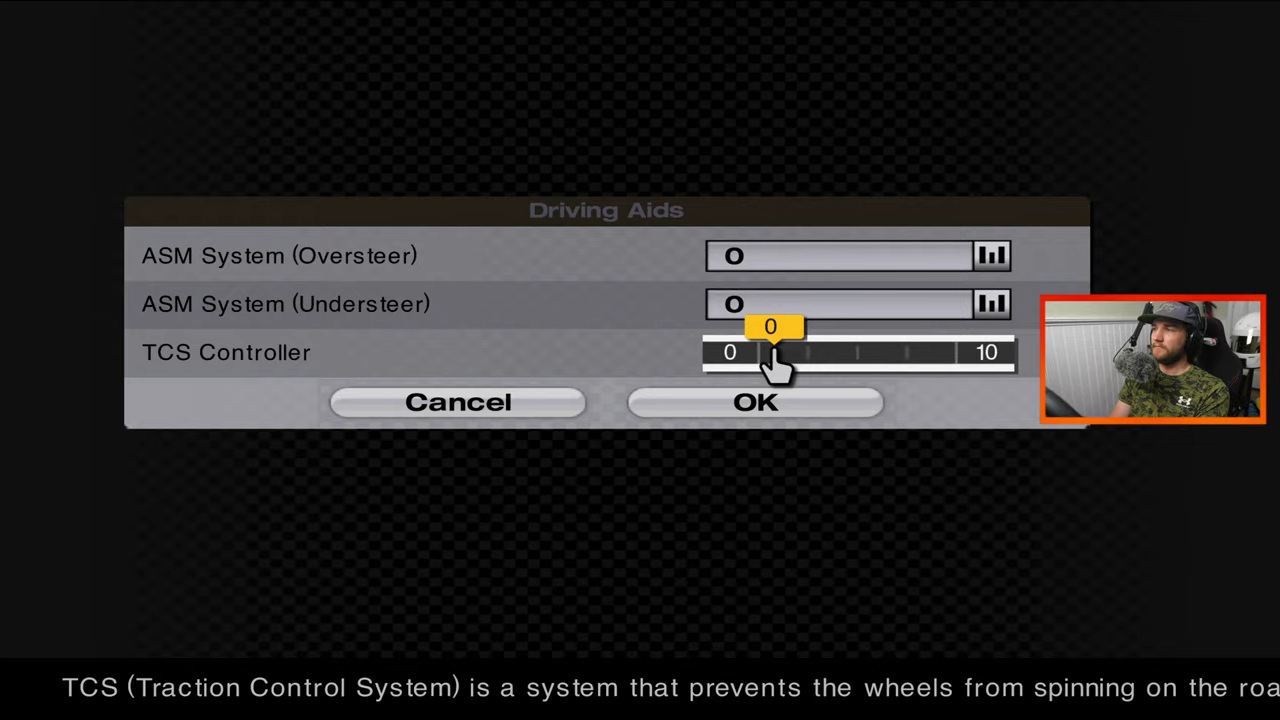 Driving Aids
ASM System (Oversteer) 0
ASM System (Understeer) 0
0
TCS Controller 0 10
Cancel OK
TCS (Traction Control System) is a system that prevents the wheels from spinning on the roa